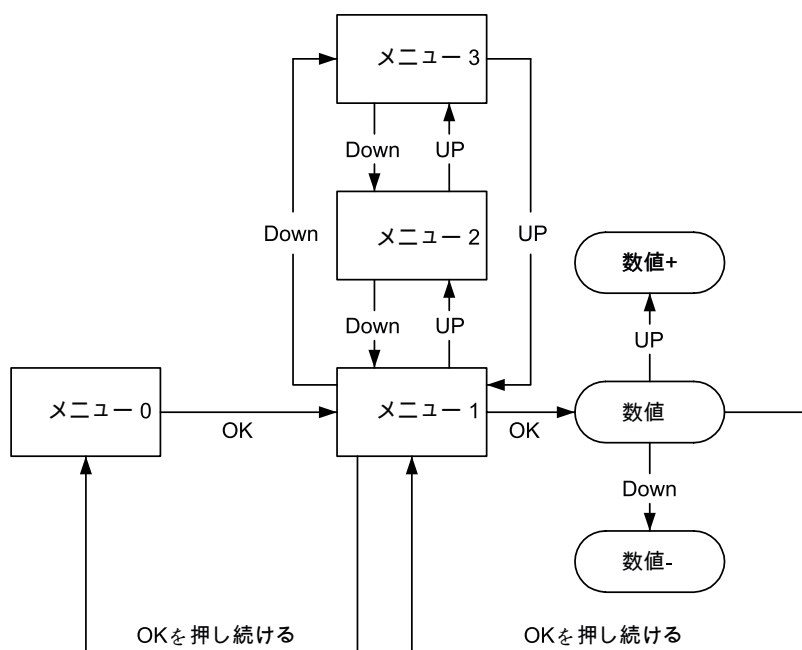 メニュー 3
Down
UP
Down
メニュー 2
UP
数値+
Down
UP
UP
メニュー 0
OK
メニュー 1
OK
数値
Down
数値-
OKを押し続ける
OKを押し続ける